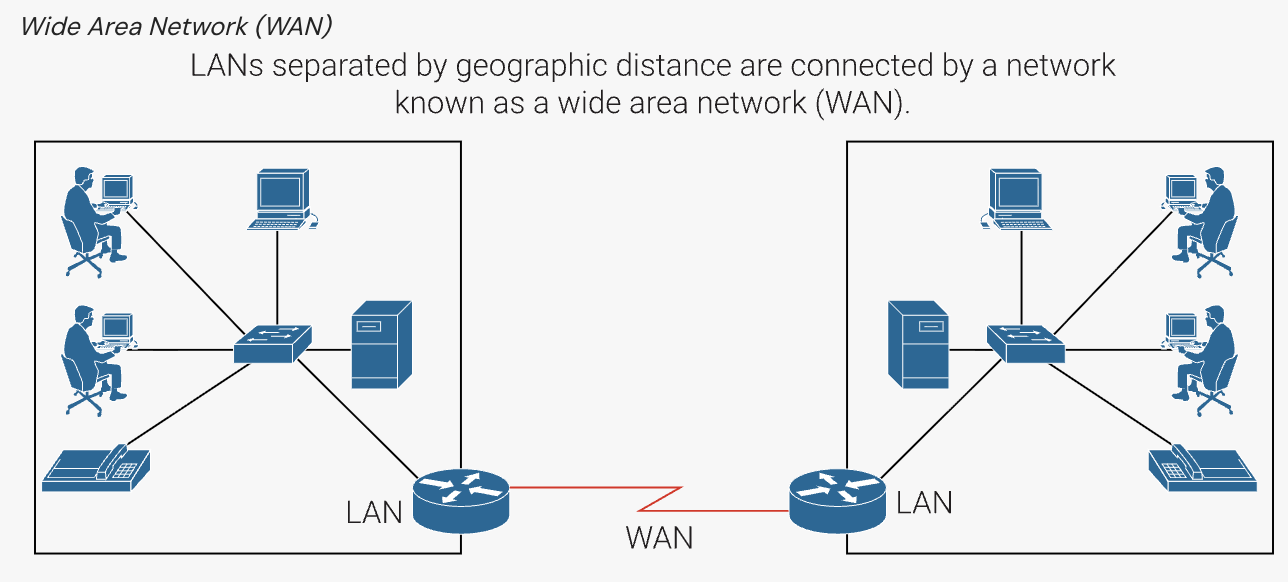 Wide Area Network (WAN)
LANs separated by geographic distance are connected by a network
known as a wide area network (WAN).
LAN
WAN
LAN